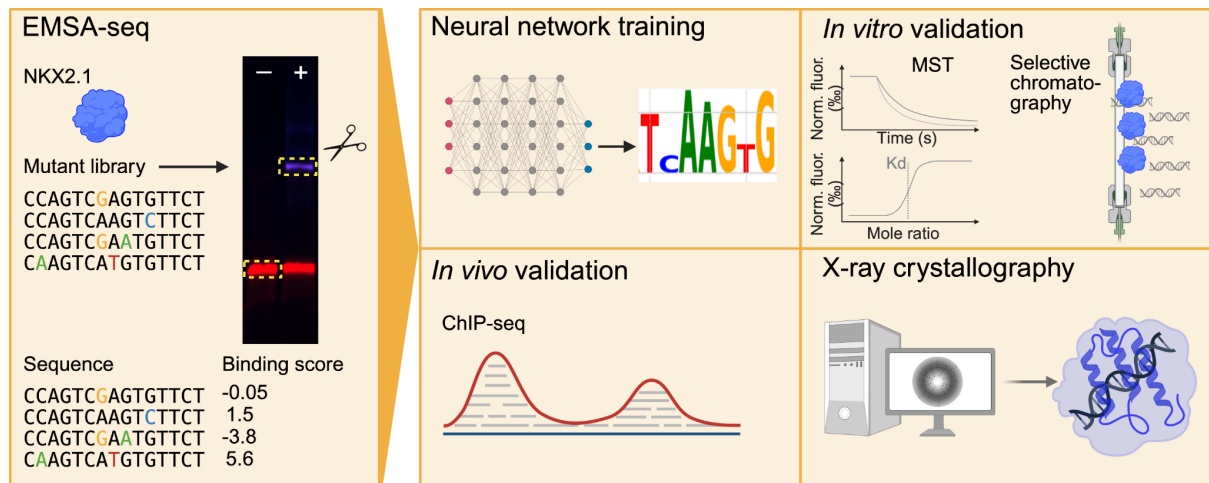 EMSA-seq
NKX2.1
− +
Mutant library
CCAGTCGAGTGTTCT
CCAGTCAAGTCTTCT
CCAGTCGAATGTTCT
CAAGTCATGTGTTCT
Sequence Binding score
CCAGTCGAGTGTTCT -0.05
CCAGTCAAGTCTTCT 1.5
CCAGTCGAATGTTCT -3.8
CAAGTCATGTGTTCT 5.6
Neural network training
TCAAGTG
In vitro validation
MST
Norm. fluor.
(‰)
Time (s)
Kd
Norm. fluor.
(‰)
Mole ratio
Selective
chromato-
graphy
In vivo validation
ChIP-seq
X-ray crystallography